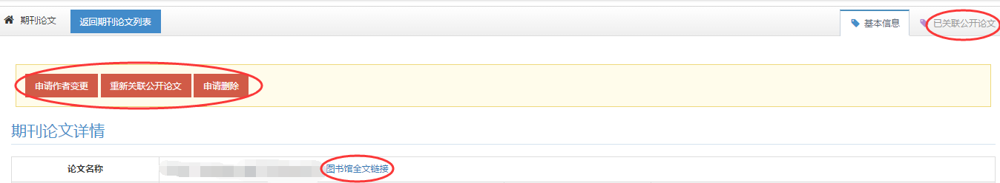 期刊论文 返回期刊论文列表 基本信息 已关联公开论文
申请作者变更 重新关联公开论文 申请删除
期刊论文详情
论文名称 图书馆全文链接